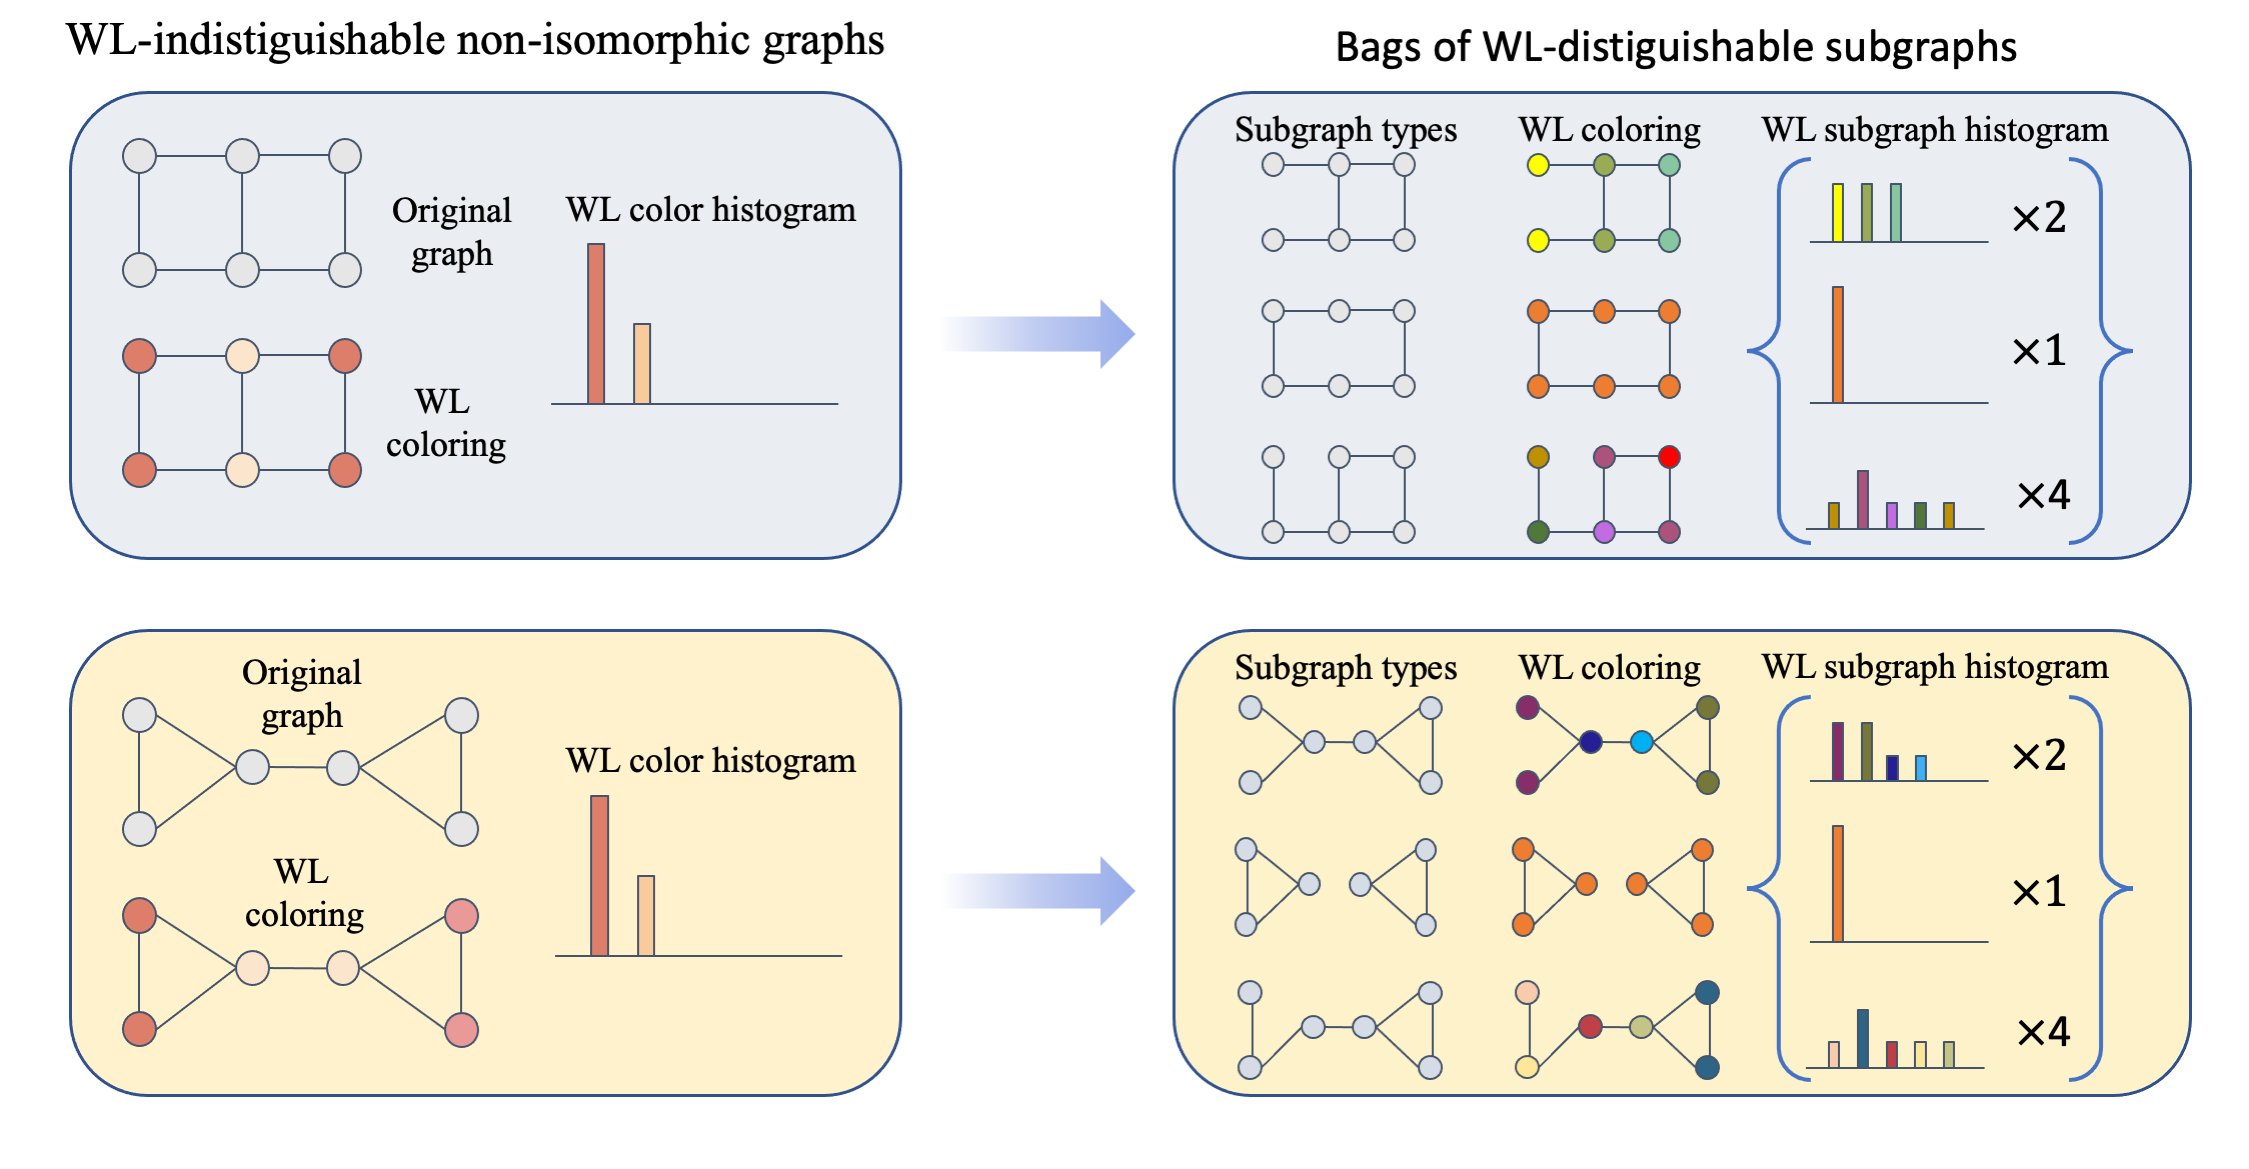 WL-indistiguishable non-isomorphic graphs
Bags of WL-distiguishable subgraphs
Original
graph
WL color histogram
WL
coloring
Subgraph types
WL coloring
WL subgraph histogram
×2
×1
×4
Original
graph
WL color histogram
WL
coloring
Subgraph types
WL coloring
WL subgraph histogram
×2
×1
×4